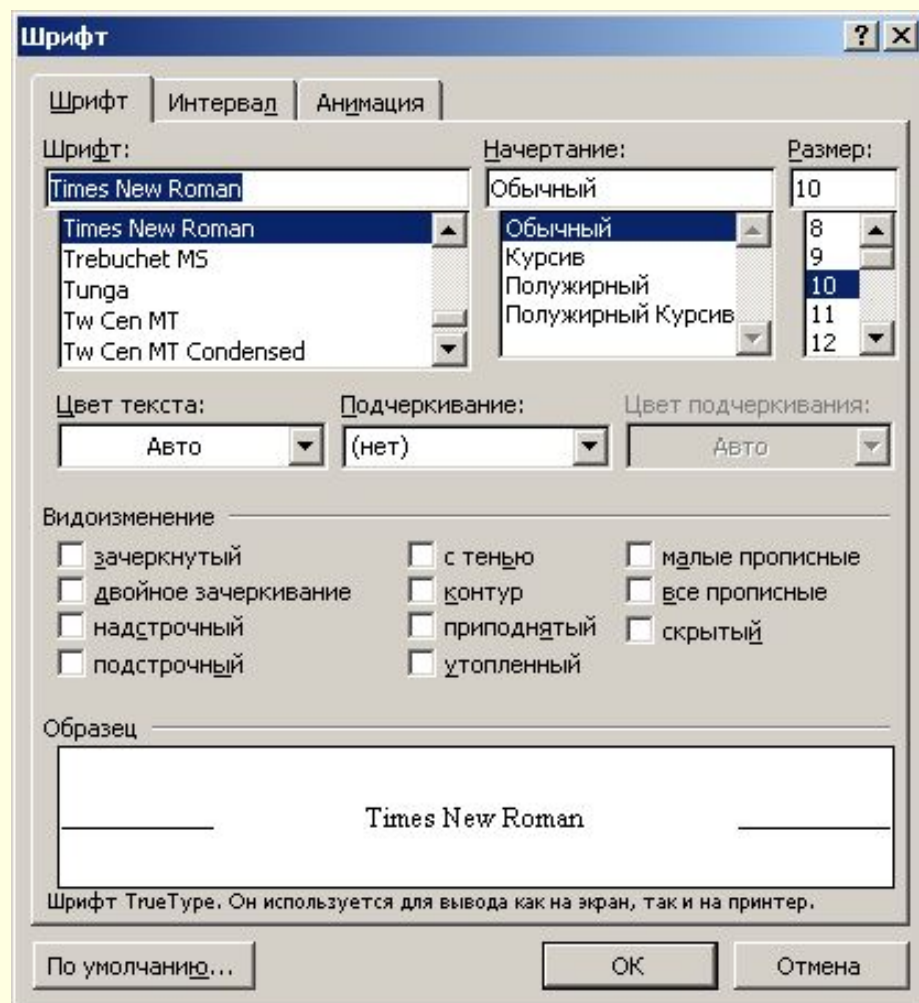 Шрифт
Шрифт Интервал Анимация
Шрифт: Начертание: Размер:
Times New Roman Обычный 10
Times New Roman Обычный 8
Trebuchet MS Курсив 9
Tunga Полужирный 10
Tw Cen MT Полужирный Курсив 11
Tw Cen MT Condensed 12
Цвет текста: Подчеркивание: Цвет подчеркивания:
Авто (нет) Авто
Видоизменение
зачеркнутый с тенью малые прописные
двойное зачеркивание контур все прописные
надстрочный приподнятый скрытый
подстрочный утопленный
Образец
Times New Roman
Шрифт TrueType. Он используется для вывода как на экран, так и на принтер.
По умолчанию... ОК Отмена